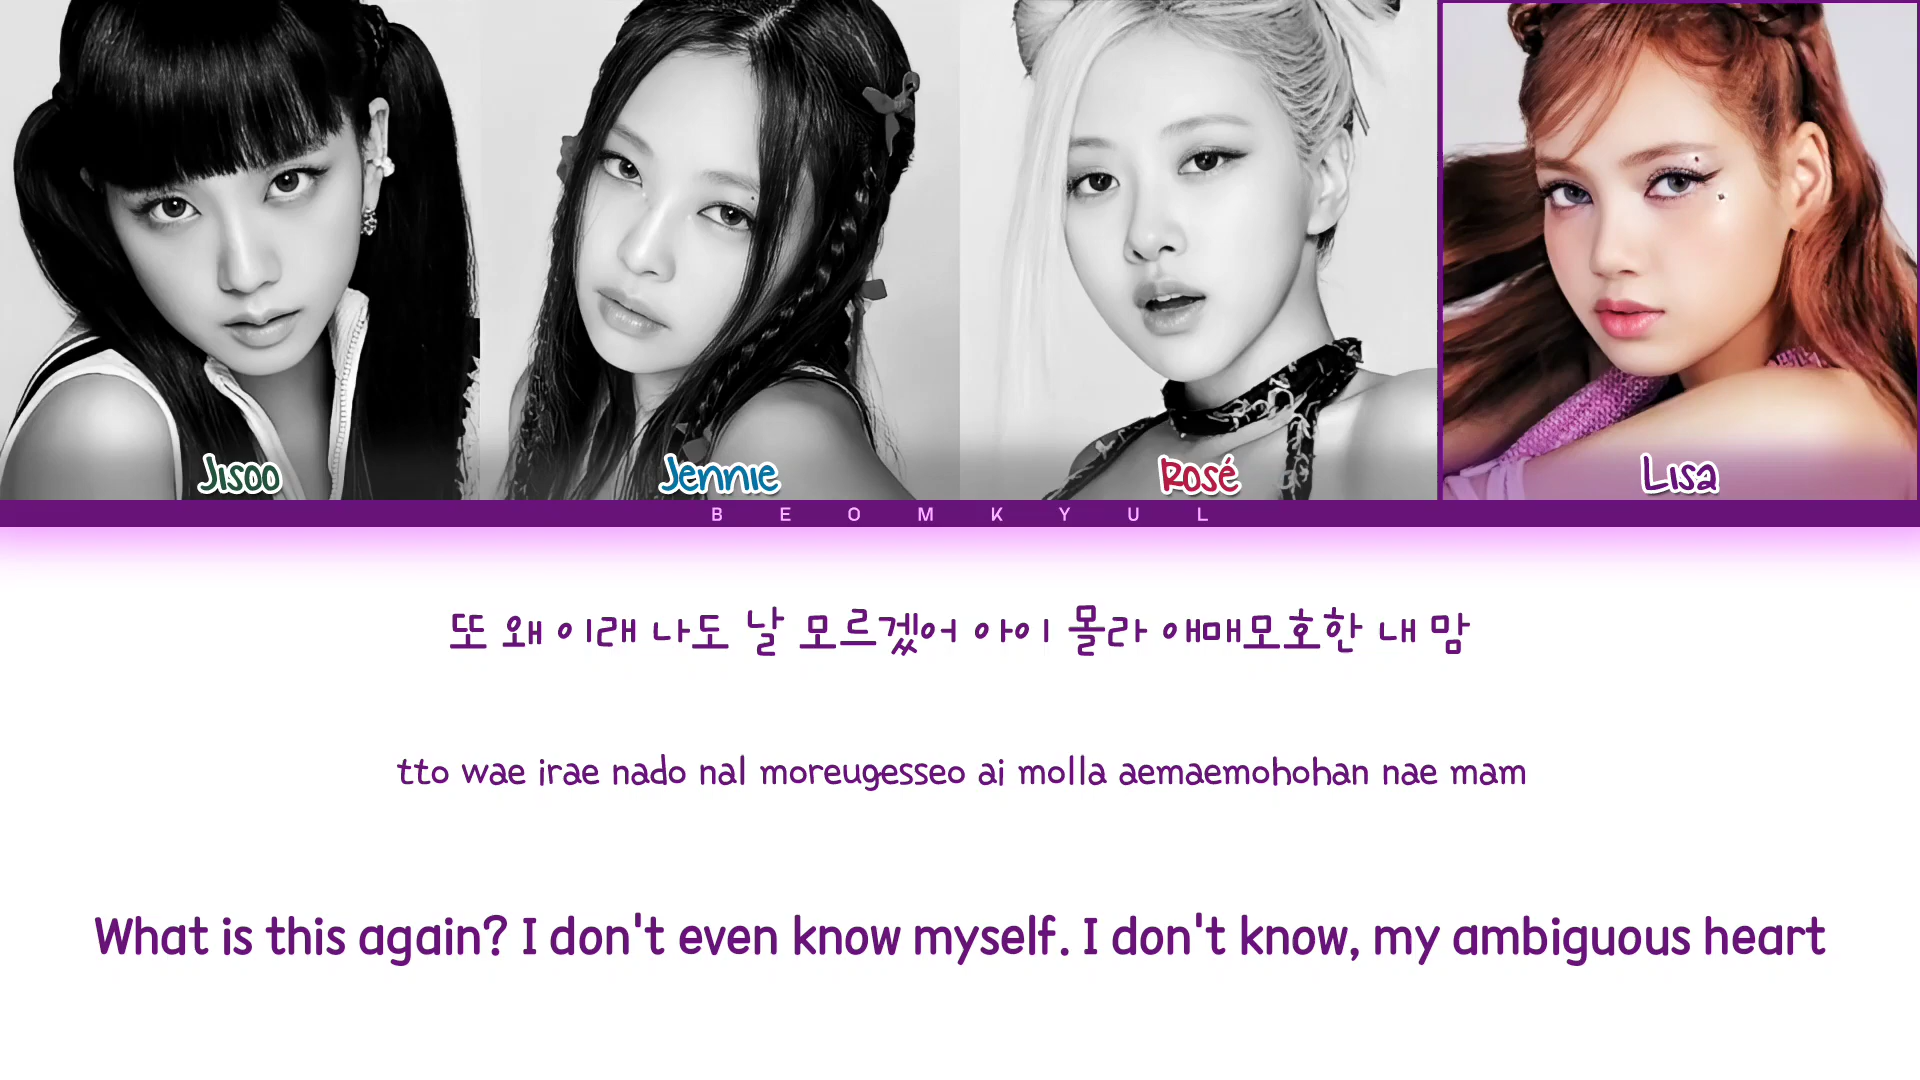 Jisoo
Jennie
Rosé
Lisa
BEOMKYUL
또 왜 이래 나도 날 모르겠어 아이 몰라 애매모호한 내 맘
tto wae irae nado nal moreugesseo ai molla aemaemohohan nae mam
What is this again? I don't even know myself. I don't know, my ambiguous heart